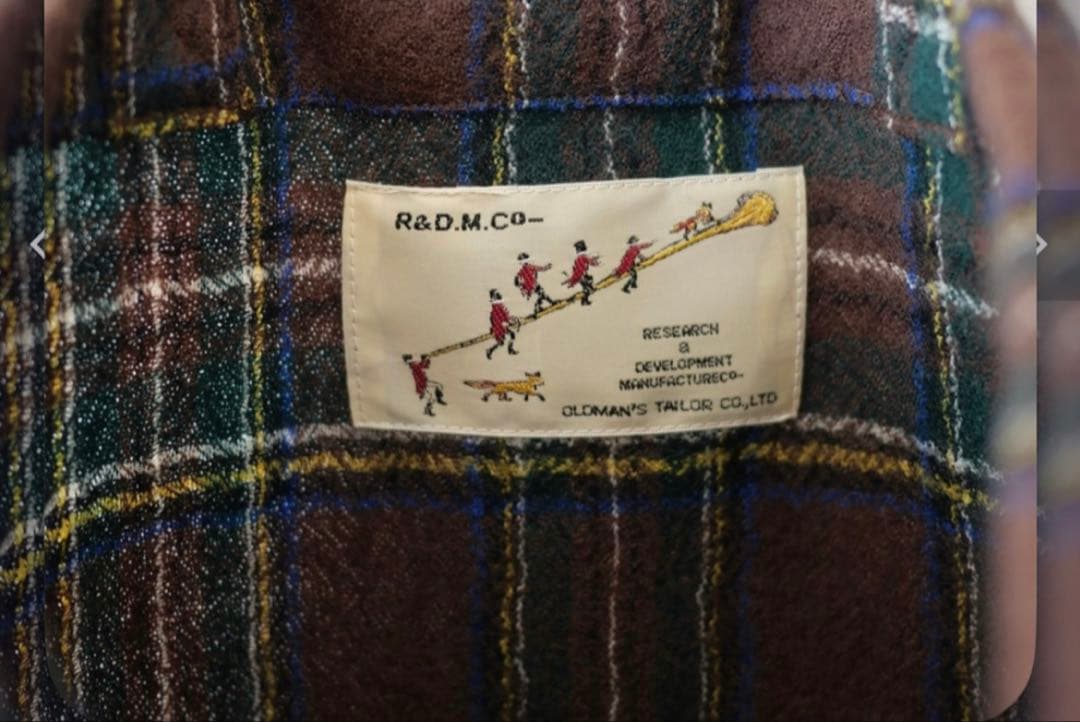 R&D.M.CO-
RESEARCH
&
DEVELOPMENT
MANUFACTURECO-
OLDMAN'S TAILOR CO.,LTD